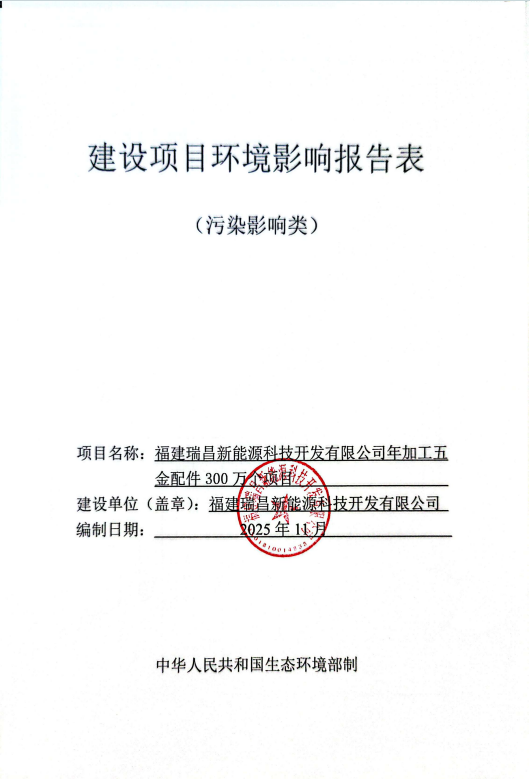 建设项目环境影响报告表
（污染影响类）
项目名称：福建瑞昌新能源科技开发有限公司年加工五
金配件 300 万个项目
建设单位（盖章）：福建瑞昌新能源科技开发有限公司
编制日期：2025 年 11 月
中华人民共和国生态环境部制